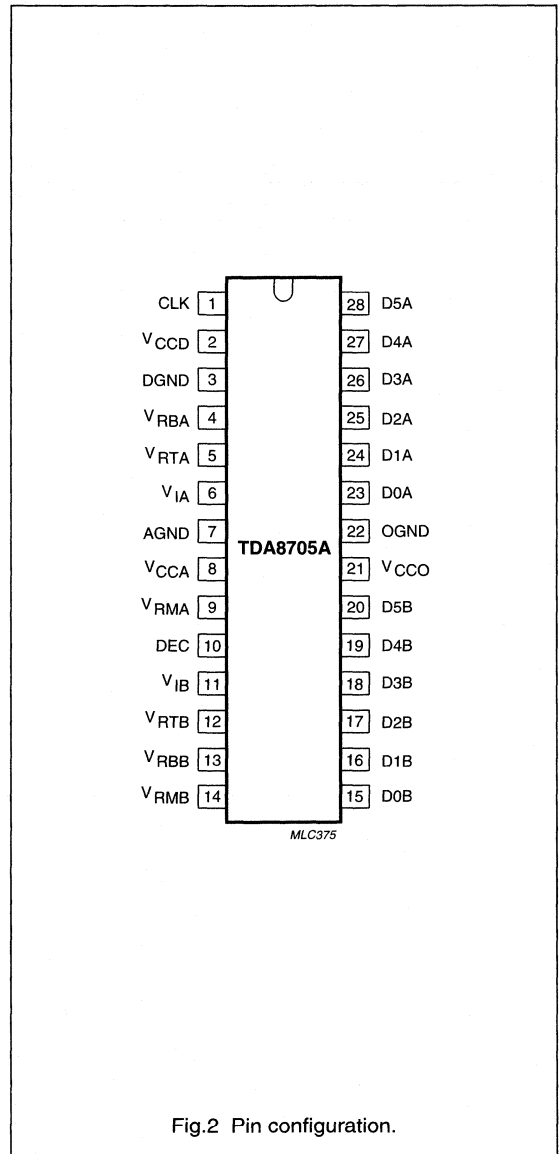 CLK 1 28 D5A
VCCD 2 27 D4A
DGND 3 26 D3A
VRBA 4 25 D2A
VRTA 5 24 D1A
VIA 6 23 D0A
AGND 7 22 OGND
TDA8705A
VCCA 8 21 VCCO
VRMA 9 20 D5B
DEC 10 19 D4B
VIB 11 18 D3B
VRTB 12 17 D2B
VRBB 13 16 D1B
VRMB 14 15 D0B
MLC375
Fig.2 Pin configuration.